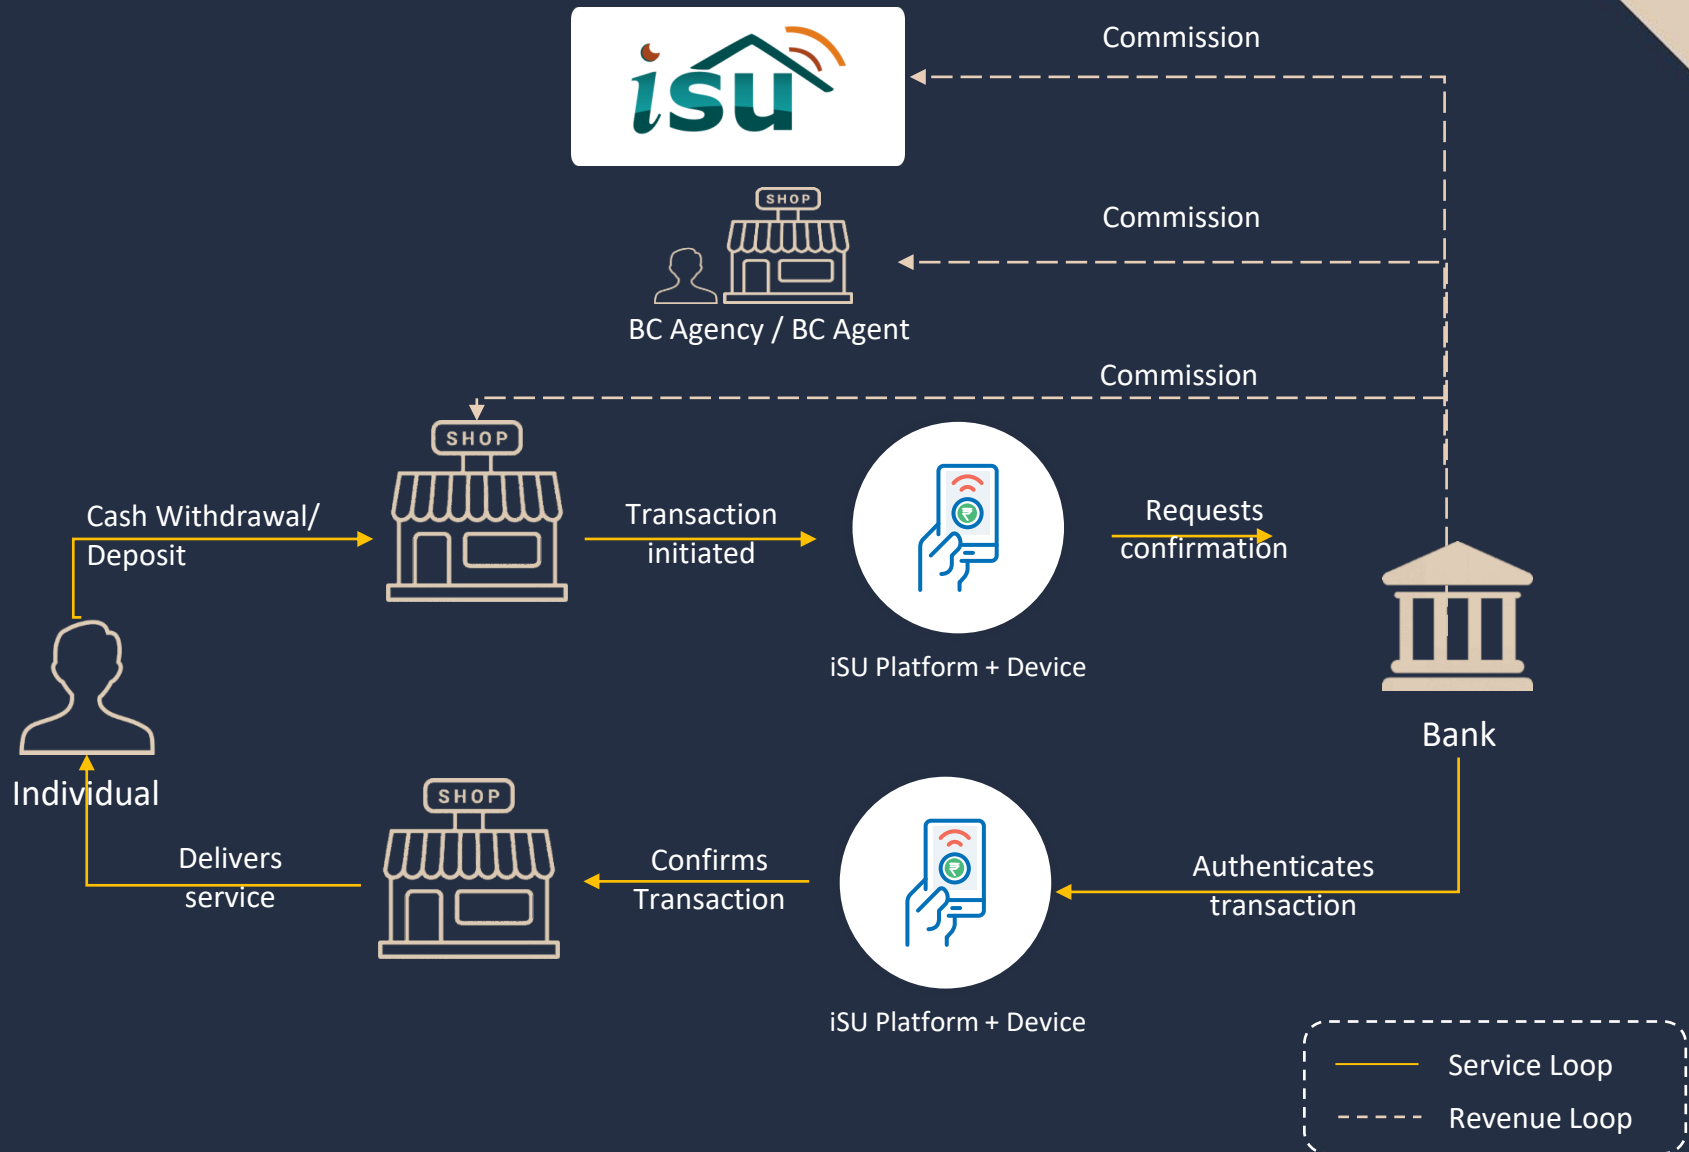 isu
Commission
SHOP
Commission
BC Agency / BC Agent
Commission
SHOP
Cash Withdrawal/
Deposit
Transaction
initiated
₹
Requests
confirmation
iSU Platform + Device
Bank
Individual
SHOP
Delivers
service
Confirms
Transaction
₹
Authenticates
transaction
iSU Platform + Device
Service Loop
Revenue Loop